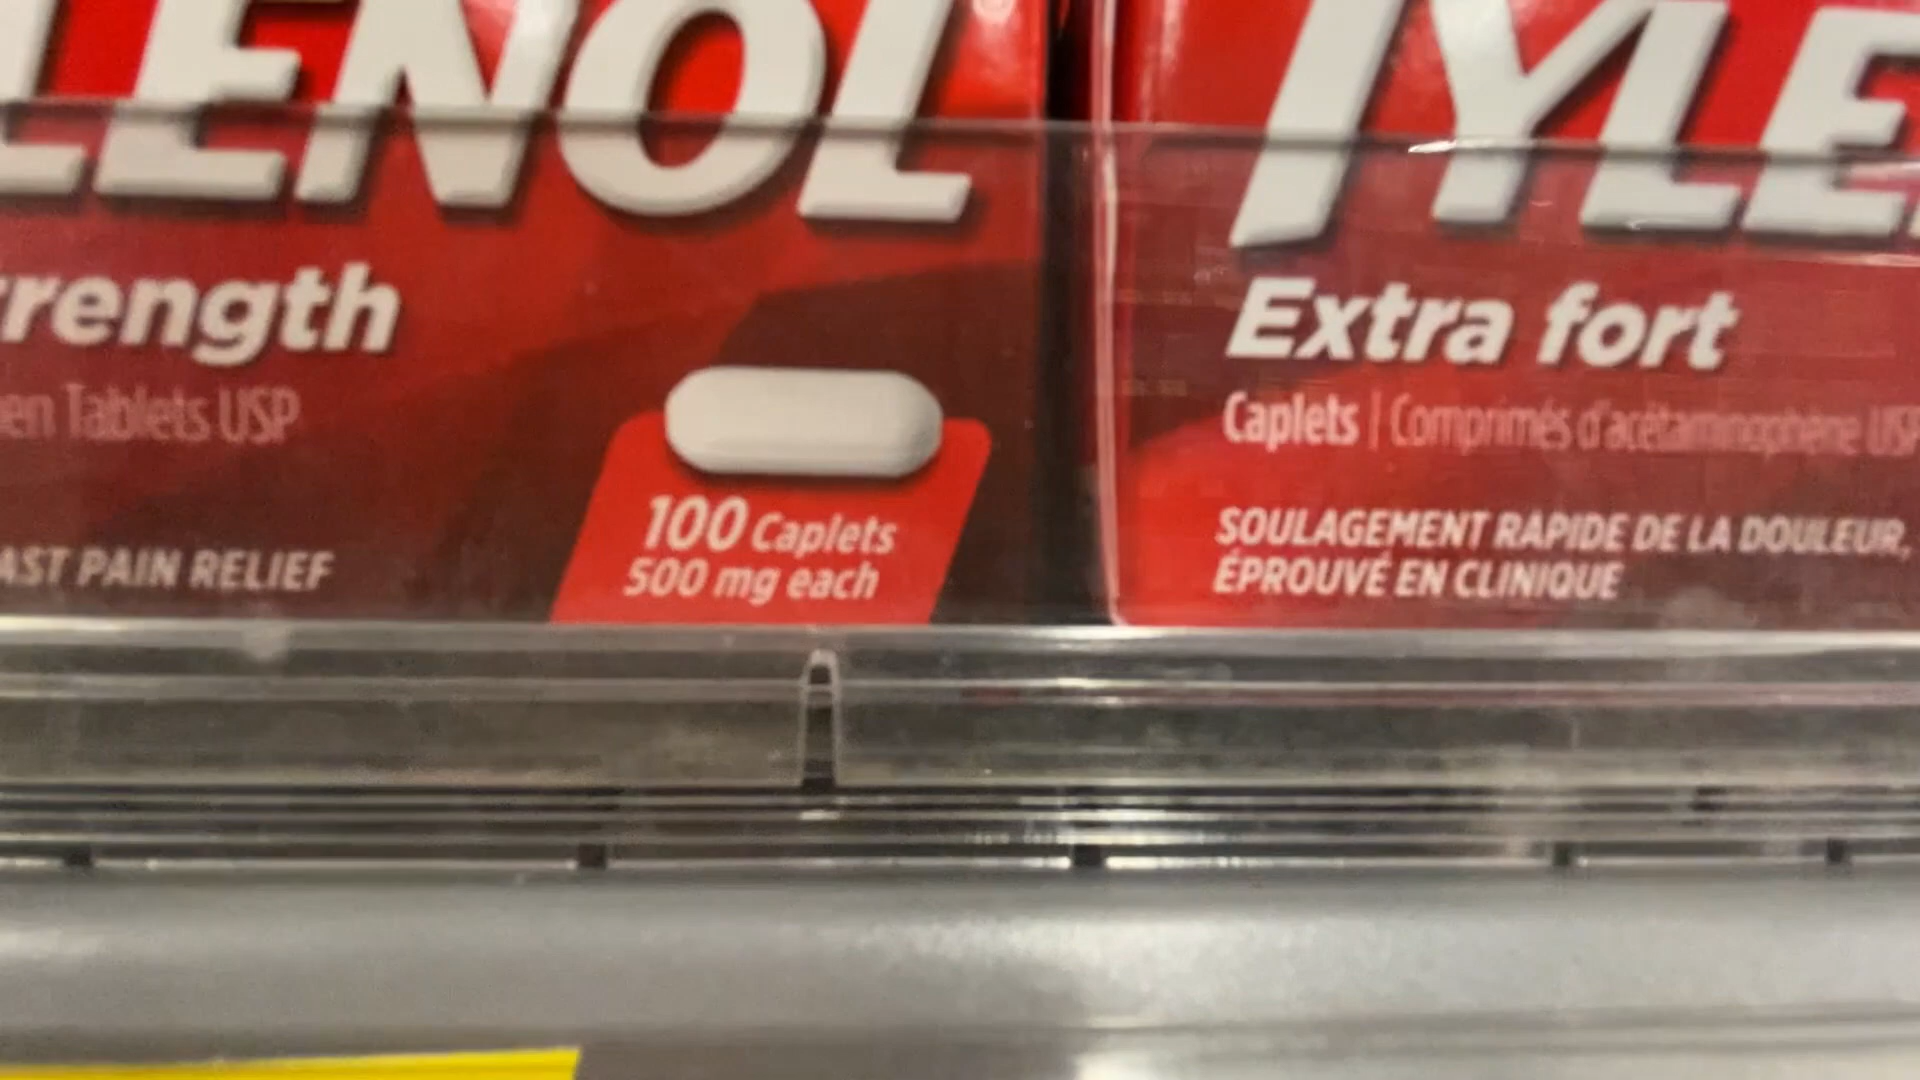 LENOL
trength
en Tablets USP
AST PAIN RELIEF
100 Caplets
500 mg each
TYLE
Extra fort
Caplets | Comprimés d'acétaminophène USP
SOULAGEMENT RAPIDE DE LA DOULEUR,
ÉPROUVÉ EN CLINIQUE